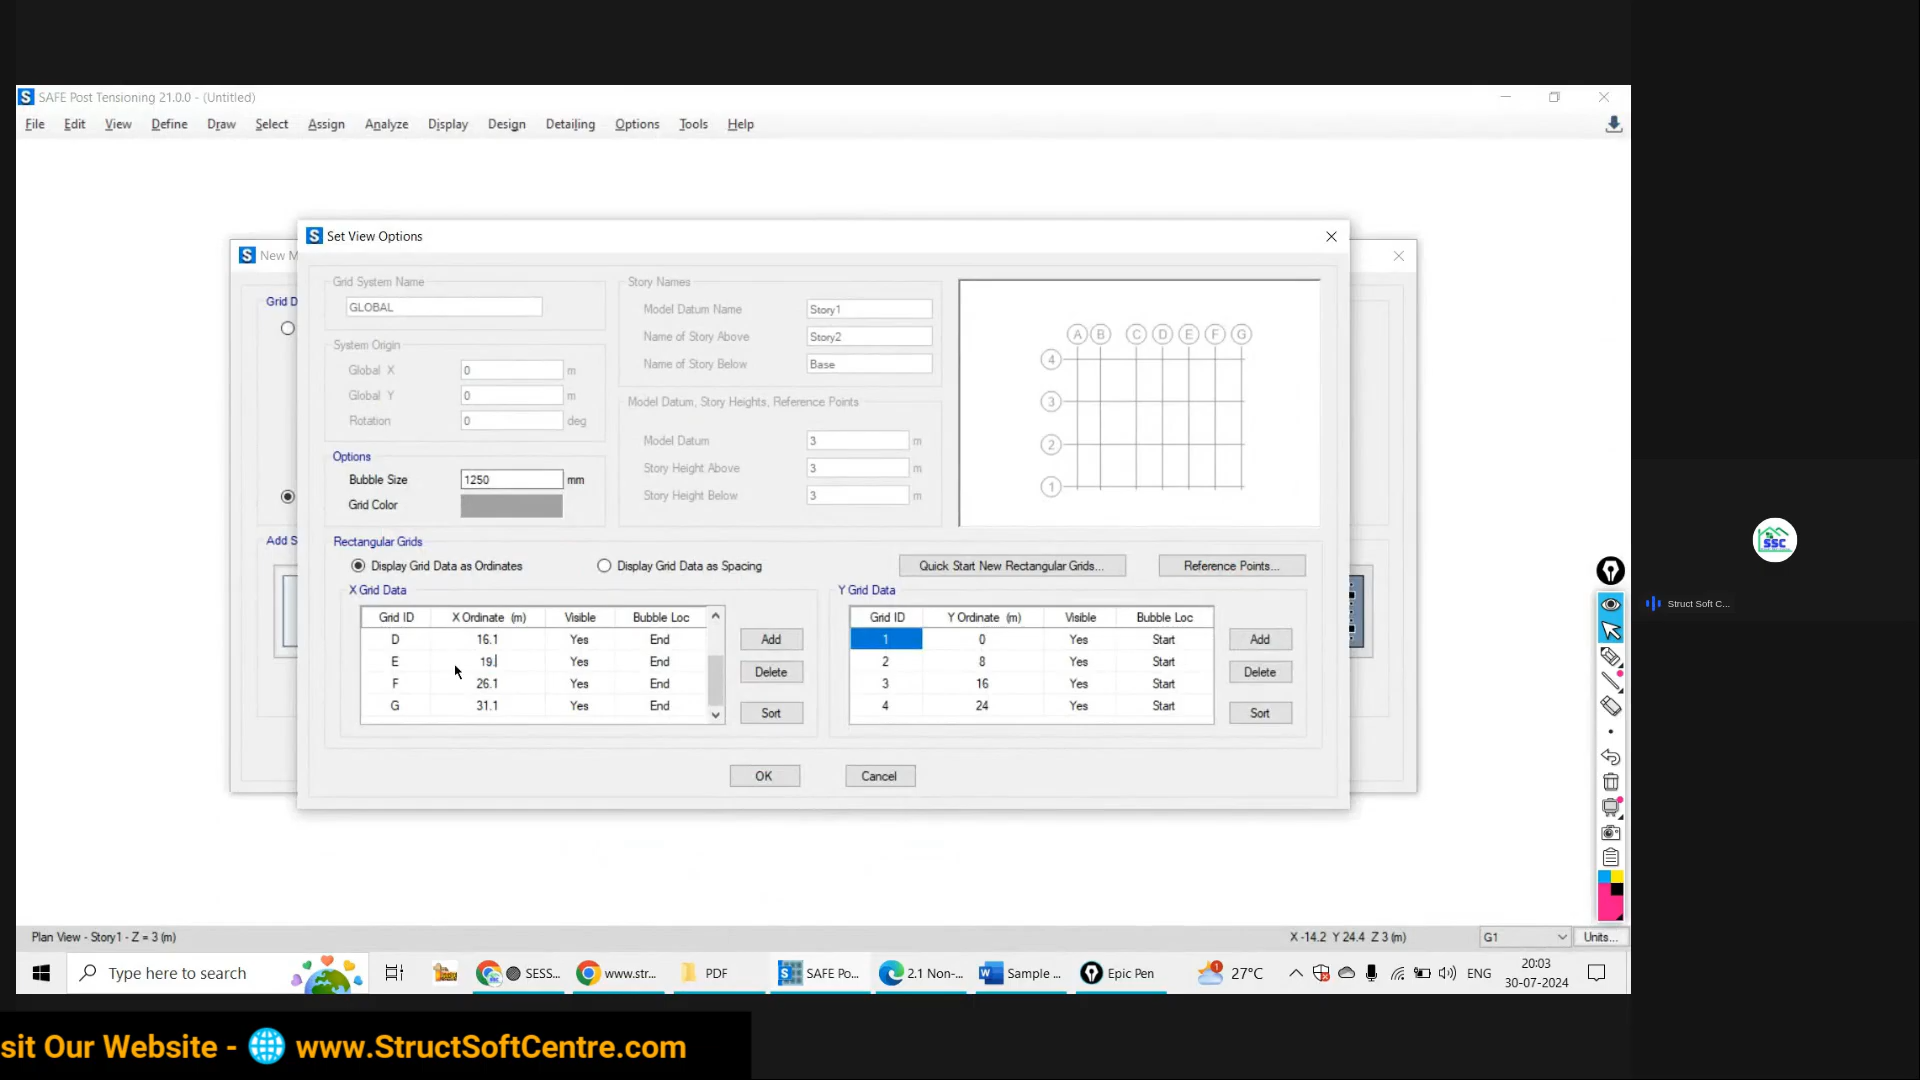 SAFE Post Tensioning 21.0.0 - (Untitled)
File Edit View Define Draw Select Assign Analyze Display Design Detailing Options Tools Help
New M
Set View Options
Grid D
Add S
Grid System Name
GLOBAL
System Origin
Global X 0 m
Global Y 0 m
Rotation 0 deg
Options
Bubble Size 1250 mm
Grid Color
Story Names
Model Datum Name Story1
Name of Story Above Story2
Name of Story Below Base
Model Datum, Story Heights, Reference Points
Model Datum 3 m
Story Height Above 3 m
Story Height Below 3 m
A B C D E F G
4
3
2
1
Rectangular Grids
Display Grid Data as Ordinates Display Grid Data as Spacing Quick Start New Rectangular Grids... Reference Points...
X Grid Data
Grid ID X Ordinate (m) Visible Bubble Loc
D 16.1 Yes End
E 19. Yes End
F 26.1 Yes End
G 31.1 Yes End
Add
Delete
Sort
Y Grid Data
Grid ID Y Ordinate (m) Visible Bubble Loc
1 0 Yes Start
2 8 Yes Start
3 16 Yes Start
4 24 Yes Start
Add
Delete
Sort
OK Cancel
SSC
Struct Soft C...
Plan View - Story1 - Z = 3 (m) X -14.2 Y 24.4 Z 3 (m) G1 Units...
Type here to search SESS... www.str... PDF SAFE Po... 2.1 Non-... Sample ... Epic Pen 27°C ENG 20:03
30-07-2024
sit Our Website - www.StructSoftCentre.com